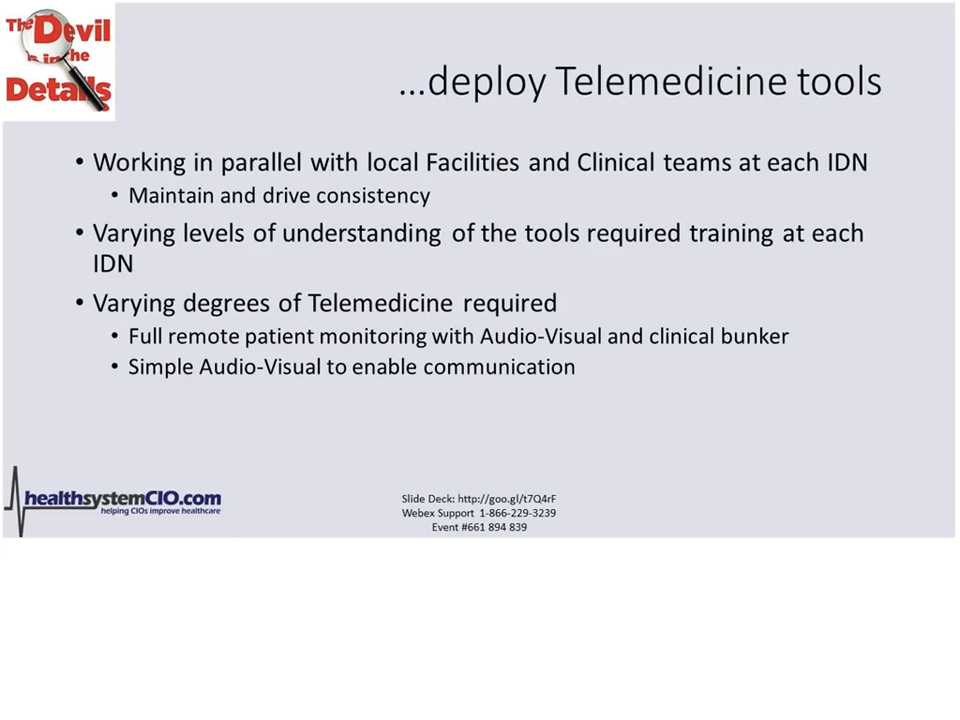 The Devil
is in the
Details
...deploy Telemedicine tools
• Working in parallel with local Facilities and Clinical teams at each IDN
• Maintain and drive consistency
• Varying levels of understanding of the tools required training at each
IDN
• Varying degrees of Telemedicine required
• Full remote patient monitoring with Audio-Visual and clinical bunker
• Simple Audio-Visual to enable communication
healthsystemCIO.com
helping CIOs improve healthcare
Slide Deck: http://goo.gl/t7Q4rF
Webex Support 1-866-229-3239
Event #661 894 839